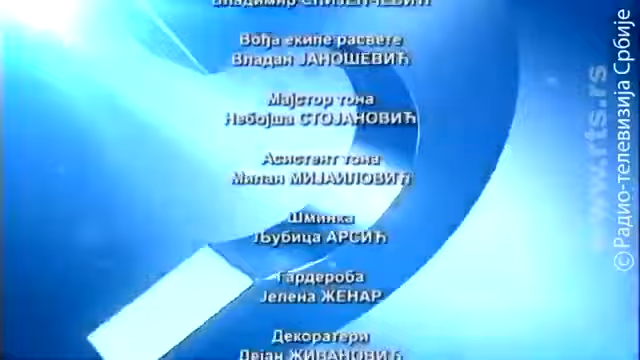 Владимир
Вођа екипе расвете
Владан ЈАНОШЕВИЋ
Мајстор тона
Небојша СТОЈАНОВИЋ
Асистент тона
Милан МИЈАИЛОВИЋ
Шминка
Љубица АРСИЋ
Гардероба
Јелена ЖЕНАР
Декоратери
Дејан ЖИВАНОВИЋ
www.rts.rs
© Радио-телевизија Србије